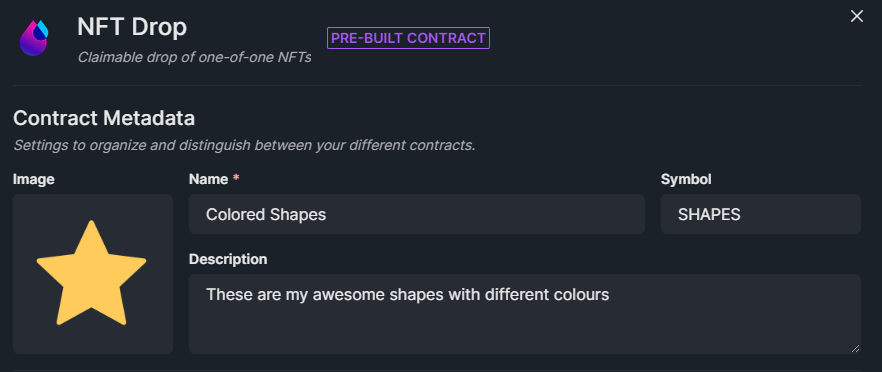 NFT Drop
Claimable drop of one-of-one NFTs
PRE-BUILT CONTRACT
Contract Metadata
Settings to organize and distinguish between your different contracts.
Image
Name *
Symbol
Colored Shapes
SHAPES
Description
These are my awesome shapes with different colours